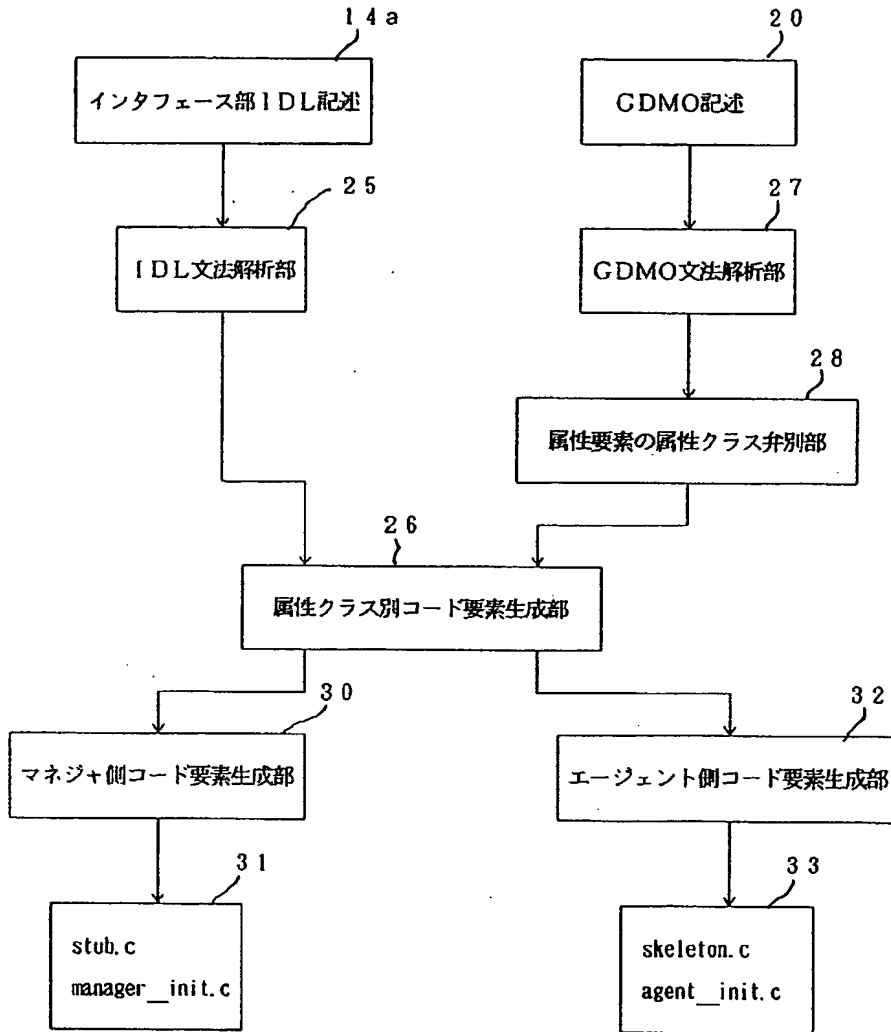 14a
20
インタフェース部IDL記述
GDMO記述
25
27
IDL文法解析部
GDMO文法解析部
28
属性要素の属性クラス弁別部
26
属性クラス別コード要素生成部
30
32
マネジャ側コード要素生成部
エージェント側コード要素生成部
31
33
stub.c
manager__init.c
skeleton.c
agent__init.c